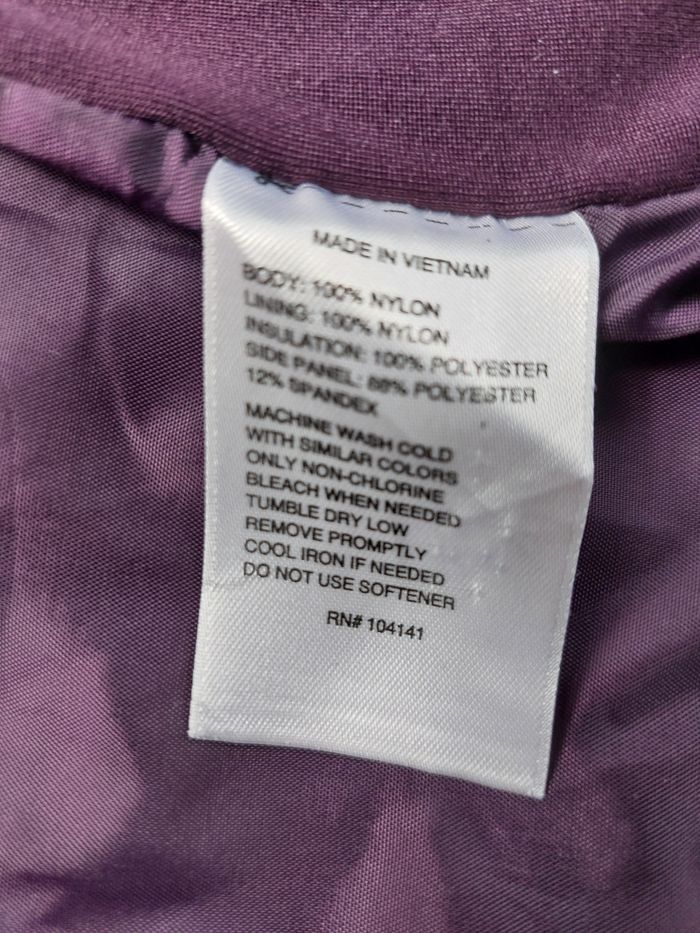 MADE IN VIETNAM
BODY: 100% NYLON
LINING: 100% NYLON
INSULATION: 100% POLYESTER
SIDE PANEL: 88% POLYESTER
12% SPANDEX
MACHINE WASH COLD
WITH SIMILAR COLORS
ONLY NON-CHLORINE
BLEACH WHEN NEEDED
TUMBLE DRY LOW
REMOVE PROMPTLY
COOL IRON IF NEEDED
DO NOT USE SOFTENER
RN# 104141